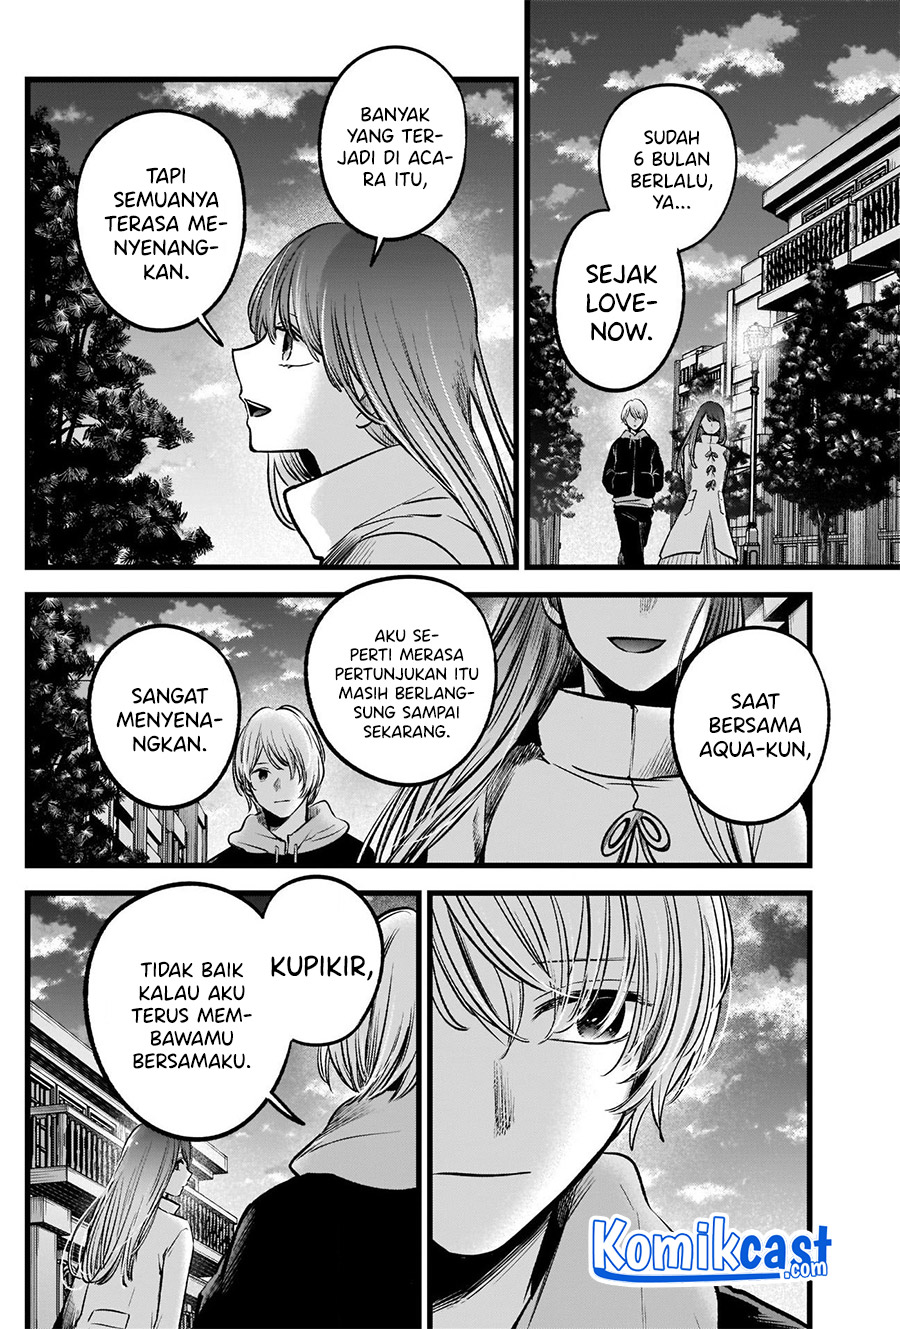 SUDAH
6 BULAN
BERLALU,
YA...
SEJAK
LOVE-
NOW.
BANYAK
YANG TER-
JADI DI ACA-
RA ITU,
TAPI
SEMUANYA
TERASA ME-
NYENANG-
KAN.
SAAT
BERSAMA
AQUA-KUN,
AKU SE-
PERTI MERASA
PERTUNJUKAN ITU
MASIH BERLANG-
SUNG SAMPAI
SEKARANG.
SANGAT
MENYENA-
NGKAN.
KUPIKIR,
TIDAK BAIK
KALAU AKU
TERUS MEM-
BAWAMU
BERSAMAKU.
Komikcast
.com